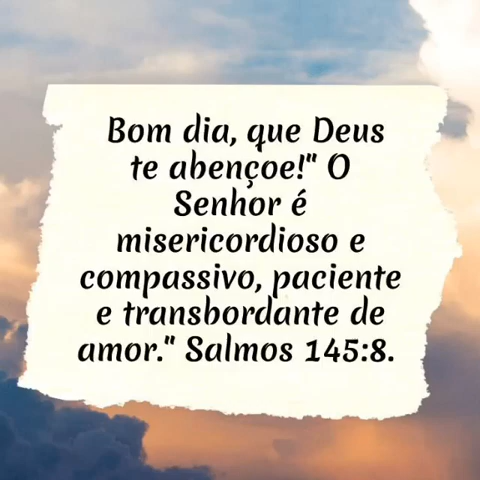 Bom dia, que Deus
te abençoe!" O
Senhor é
misericordioso e
compassivo, paciente
e transbordante de
amor." Salmos 145:8.